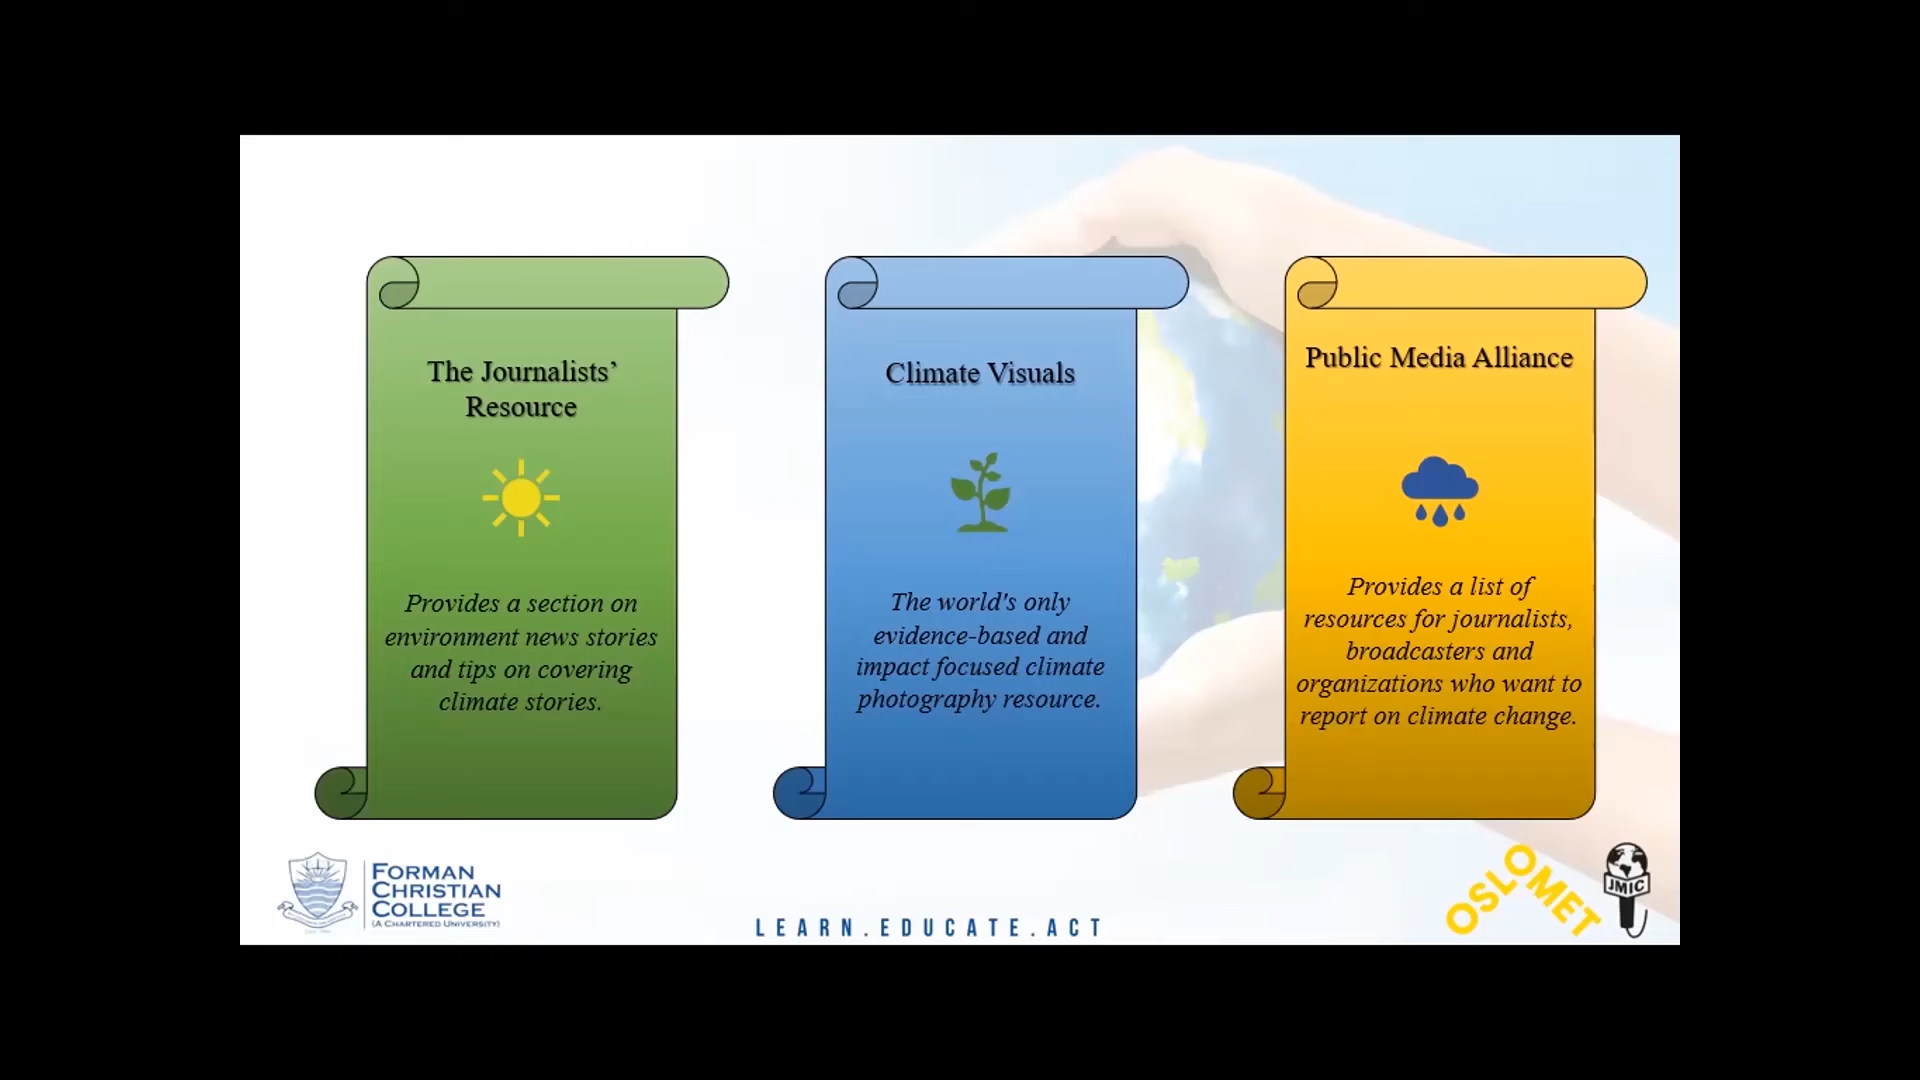 The Journalists’
Resource
Provides a section on
environment news stories
and tips on covering
climate stories.
Climate Visuals
The world's only
evidence-based and
impact focused climate
photography resource.
Public Media Alliance
Provides a list of
resources for journalists,
broadcasters and
organizations who want to
report on climate change.
FORMAN
CHRISTIAN
COLLEGE
(A CHARTERED UNIVERSITY)
LEARN.EDUCATE.ACT
OSLOMET
JMIC